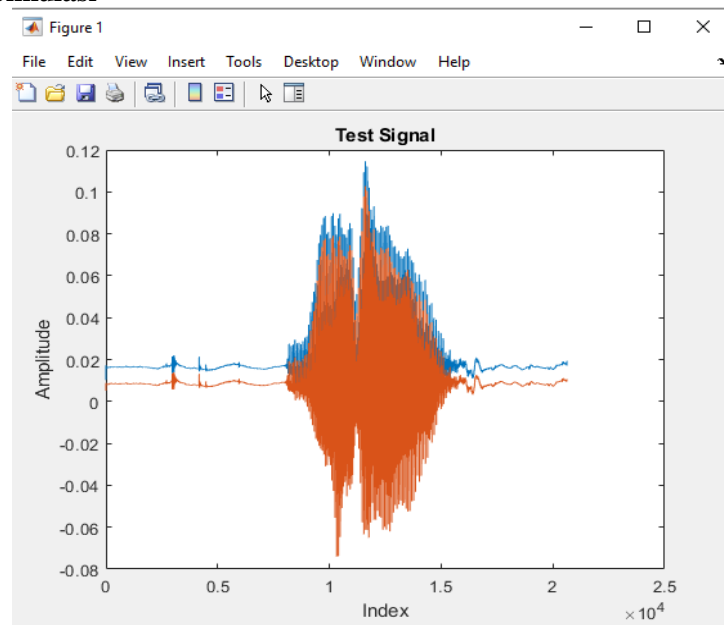 Figure 1
File Edit View Insert Tools Desktop Window Help
Test Signal
0.12
0.1
0.08
0.06
0.04
0.02
0
-0.02
-0.04
-0.06
-0.08
Amplitude
0 0.5 1 1.5 2 2.5
Index
× 10⁴